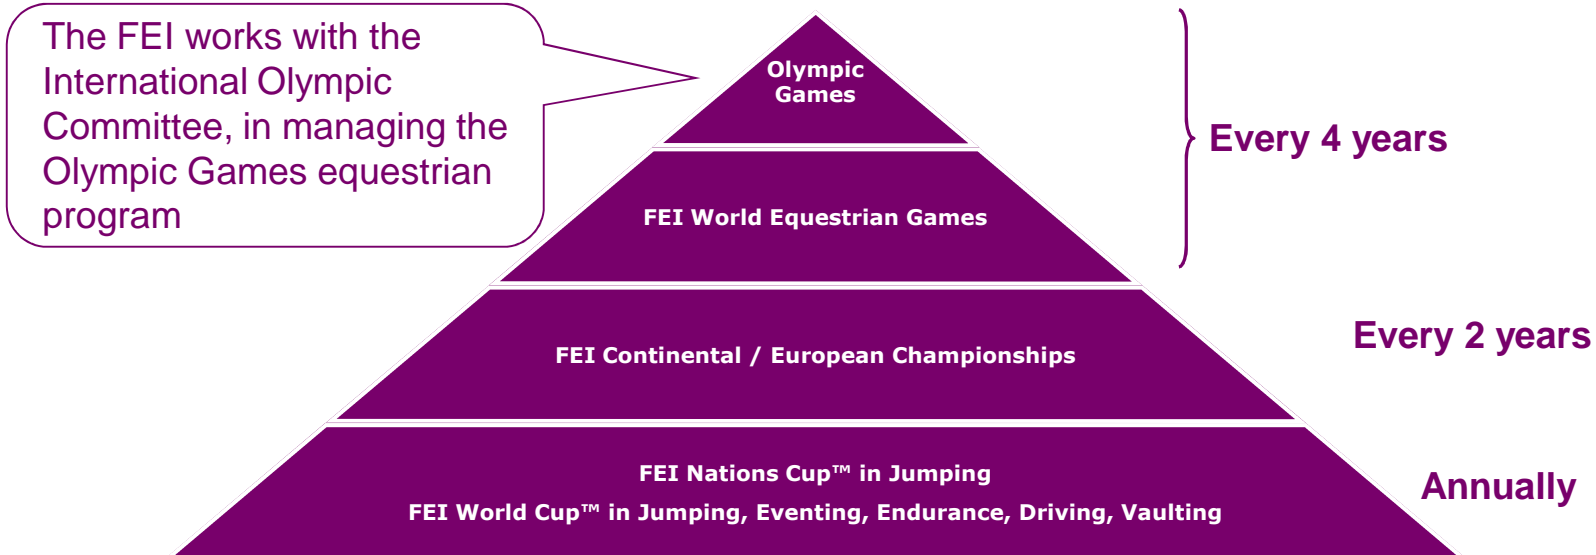 The FEI works with the
International Olympic
Committee, in managing the
Olympic Games equestrian
program
Olympic
Games
Every 4 years
FEI World Equestrian Games
Every 2 years
FEI Continental / European Championships
FEI Nations Cup™ in Jumping
Annually
FEI World Cup™ in Jumping, Eventing, Endurance, Driving, Vaulting